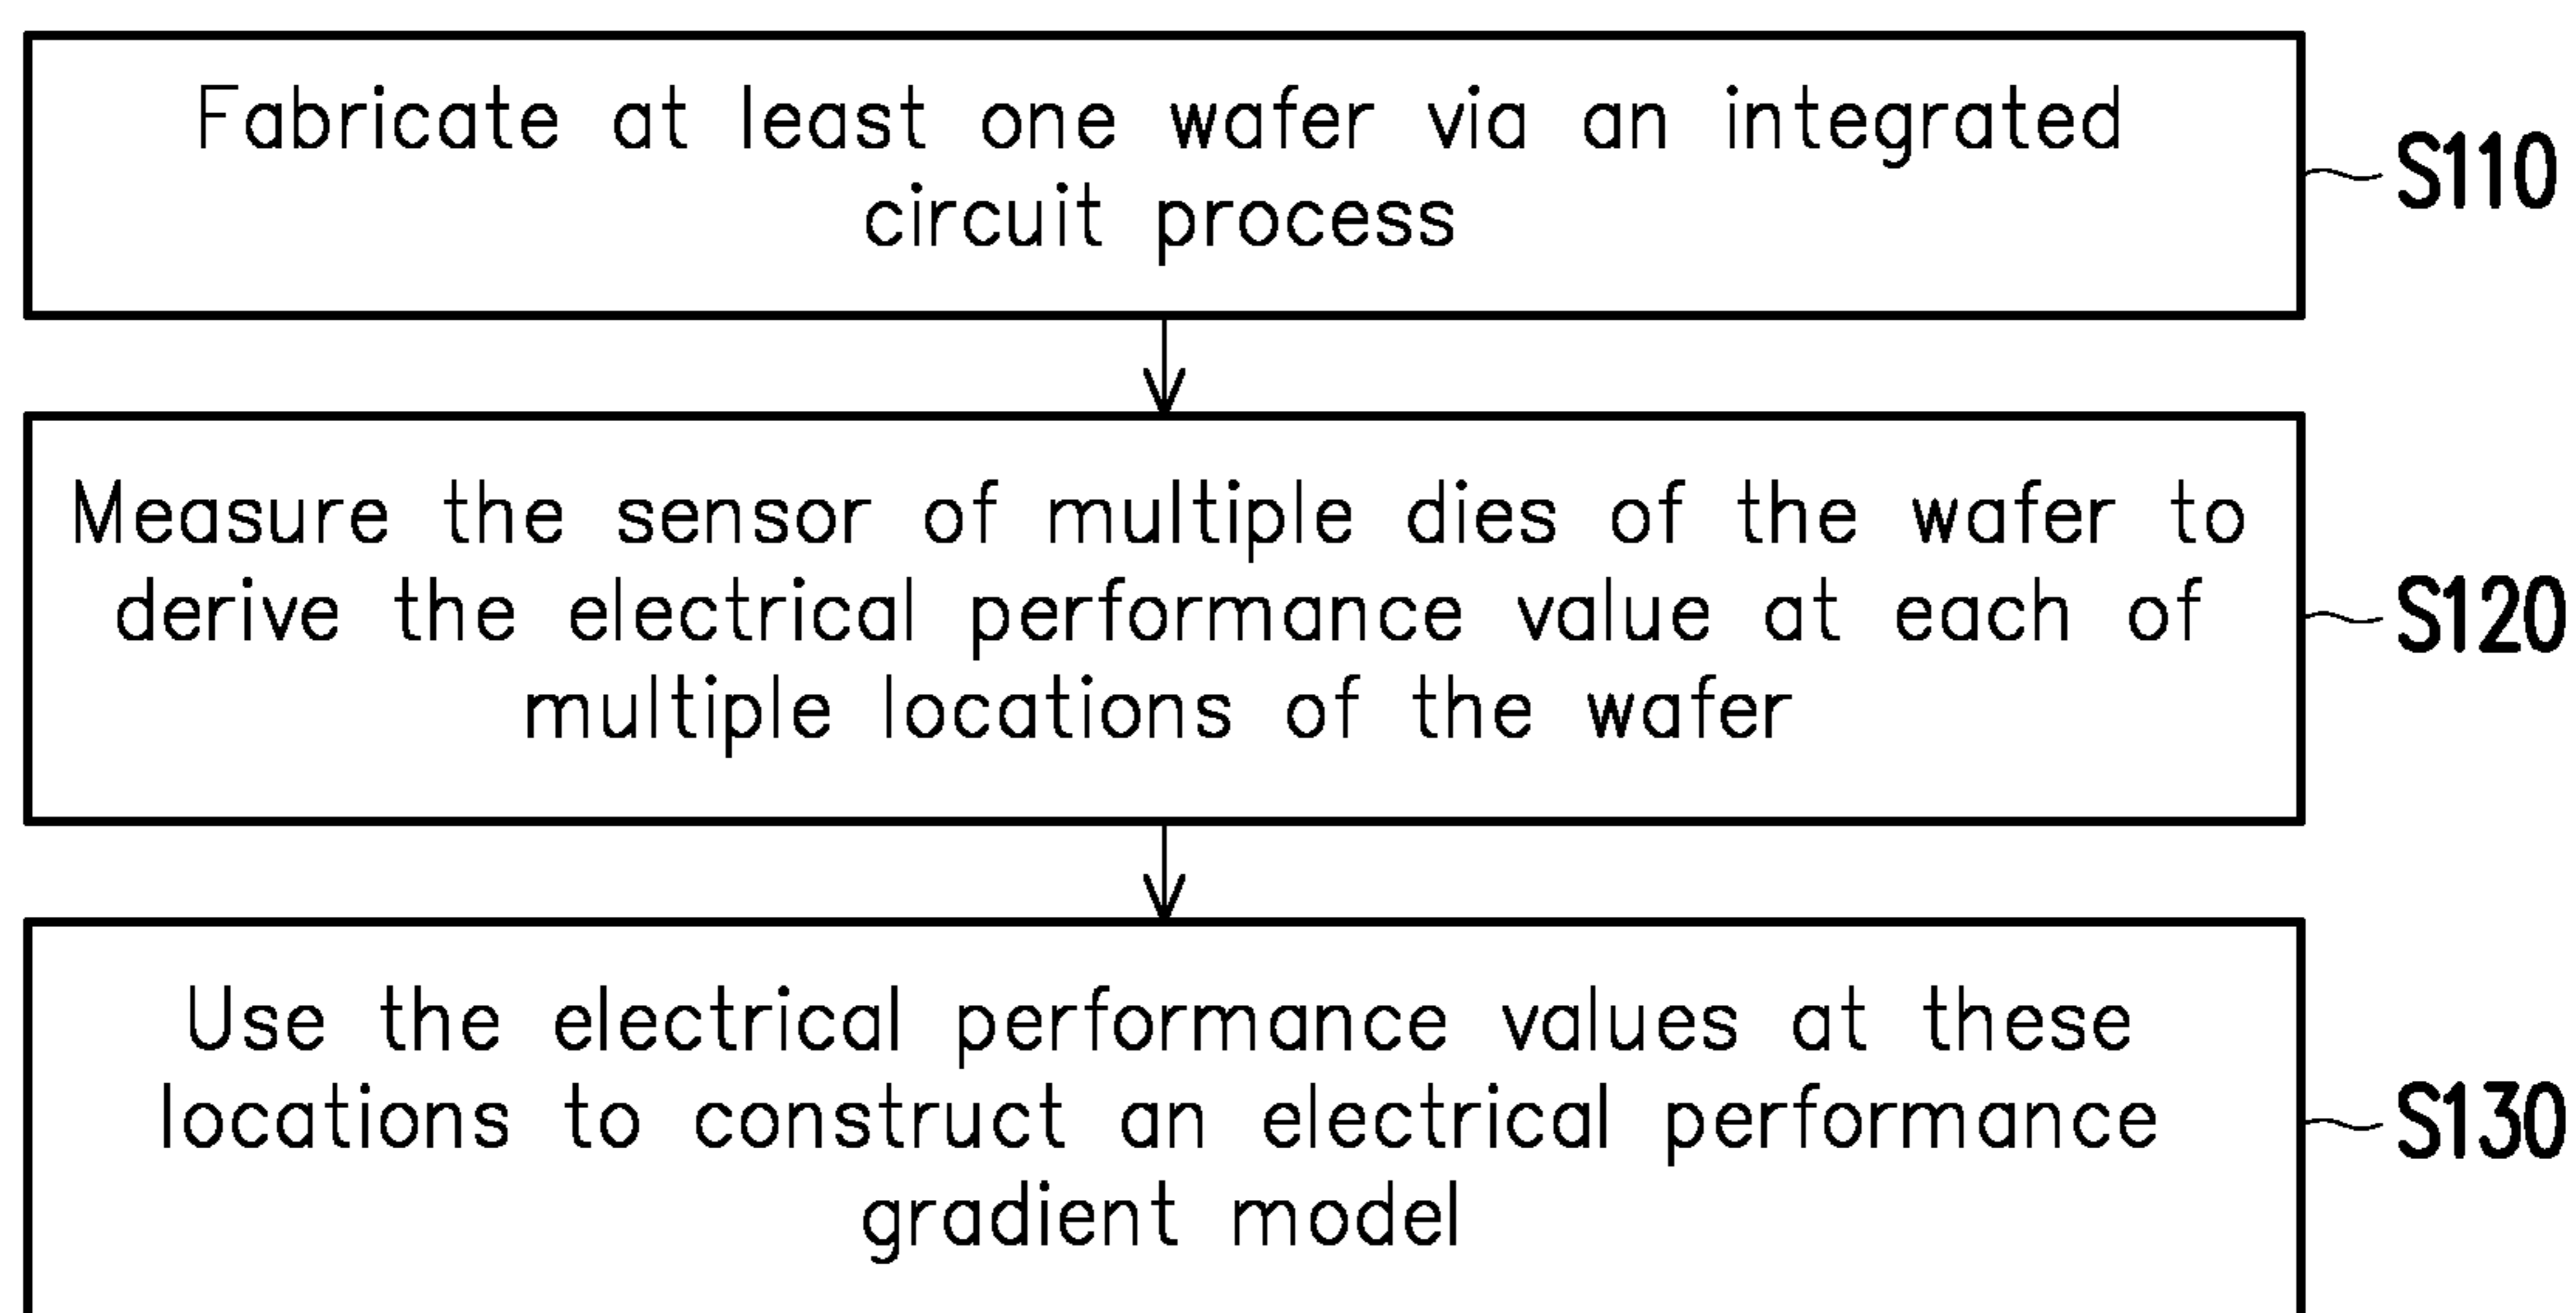 Fabricate at least one wafer via an integrated
circuit process
S110
Measure the sensor of multiple dies of the wafer to
derive the electrical performance value at each of
multiple locations of the wafer
S120
Use the electrical performance values at these
locations to construct an electrical performance
gradient model
S130